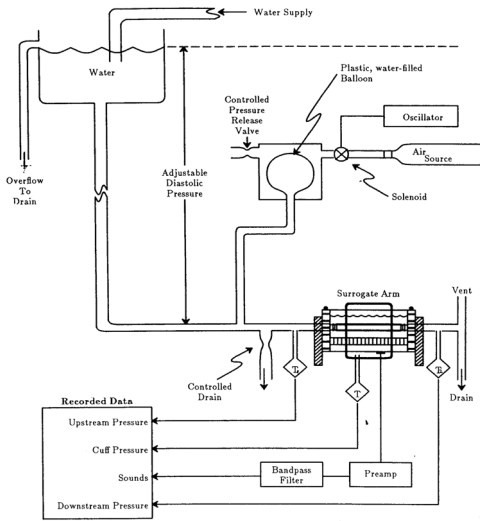 Water Supply
Water
Plastic, water-filled
Balloon
Controlled
Pressure
Release
Valve
Oscillator
Air
Source
Solenoid
Overflow
To
Drain
Adjustable
Diastolic
Pressure
Surrogate Arm
Vent
Controlled
Drain
T
Drain
Recorded Data
Upstream Pressure
Cuff Pressure
Sounds
Bandpass
Filter
Preamp
Downstream Pressure